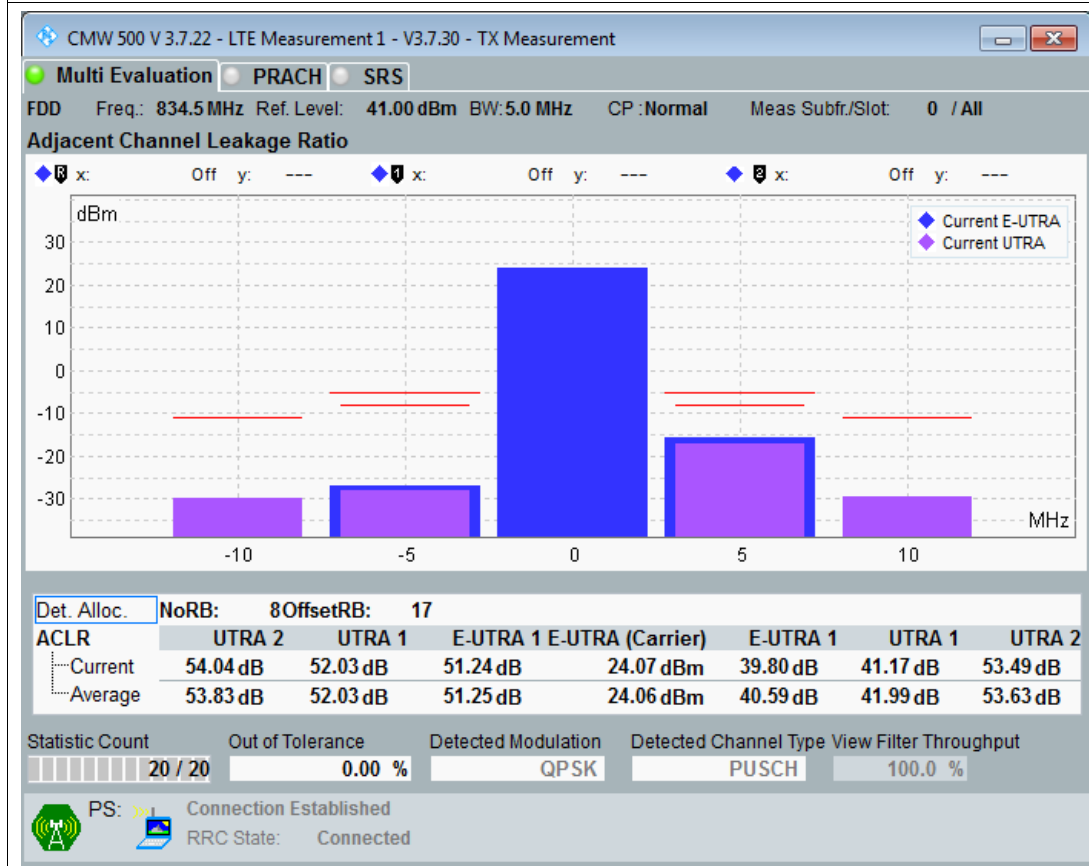 CMW 500 V 3.7.22 - LTE Measurement 1 - V3.7.30 - TX Measurement
Multi Evaluation PRACH SRS
FDD Freq.: 834.5 MHz Ref. Level: 41.00 dBm BW: 5.0 MHz CP : Normal Meas Subfr./Slot: 0 / All
Adjacent Channel Leakage Ratio
R x: Off y: --- 1 x: Off y: --- 2 x: Off y: ---
dBm
Current E-UTRA
Current UTRA
30
20
10
0
-10
-20
-30
MHz
-10 -5 0 5 10
Det. Alloc. NoRB: 8 OffsetRB: 17
ACLR UTRA 2 UTRA 1 E-UTRA 1 E-UTRA (Carrier) E-UTRA 1 UTRA 1 UTRA 2
Current 54.04 dB 52.03 dB 51.24 dB 24.07 dBm 39.80 dB 41.17 dB 53.49 dB
Average 53.83 dB 52.03 dB 51.25 dB 24.06 dBm 40.59 dB 41.99 dB 53.63 dB
Statistic Count Out of Tolerance Detected Modulation Detected Channel Type View Filter Throughput
20 / 20 0.00 % QPSK PUSCH 100.0 %
PS: Connection Established
RRC State: Connected